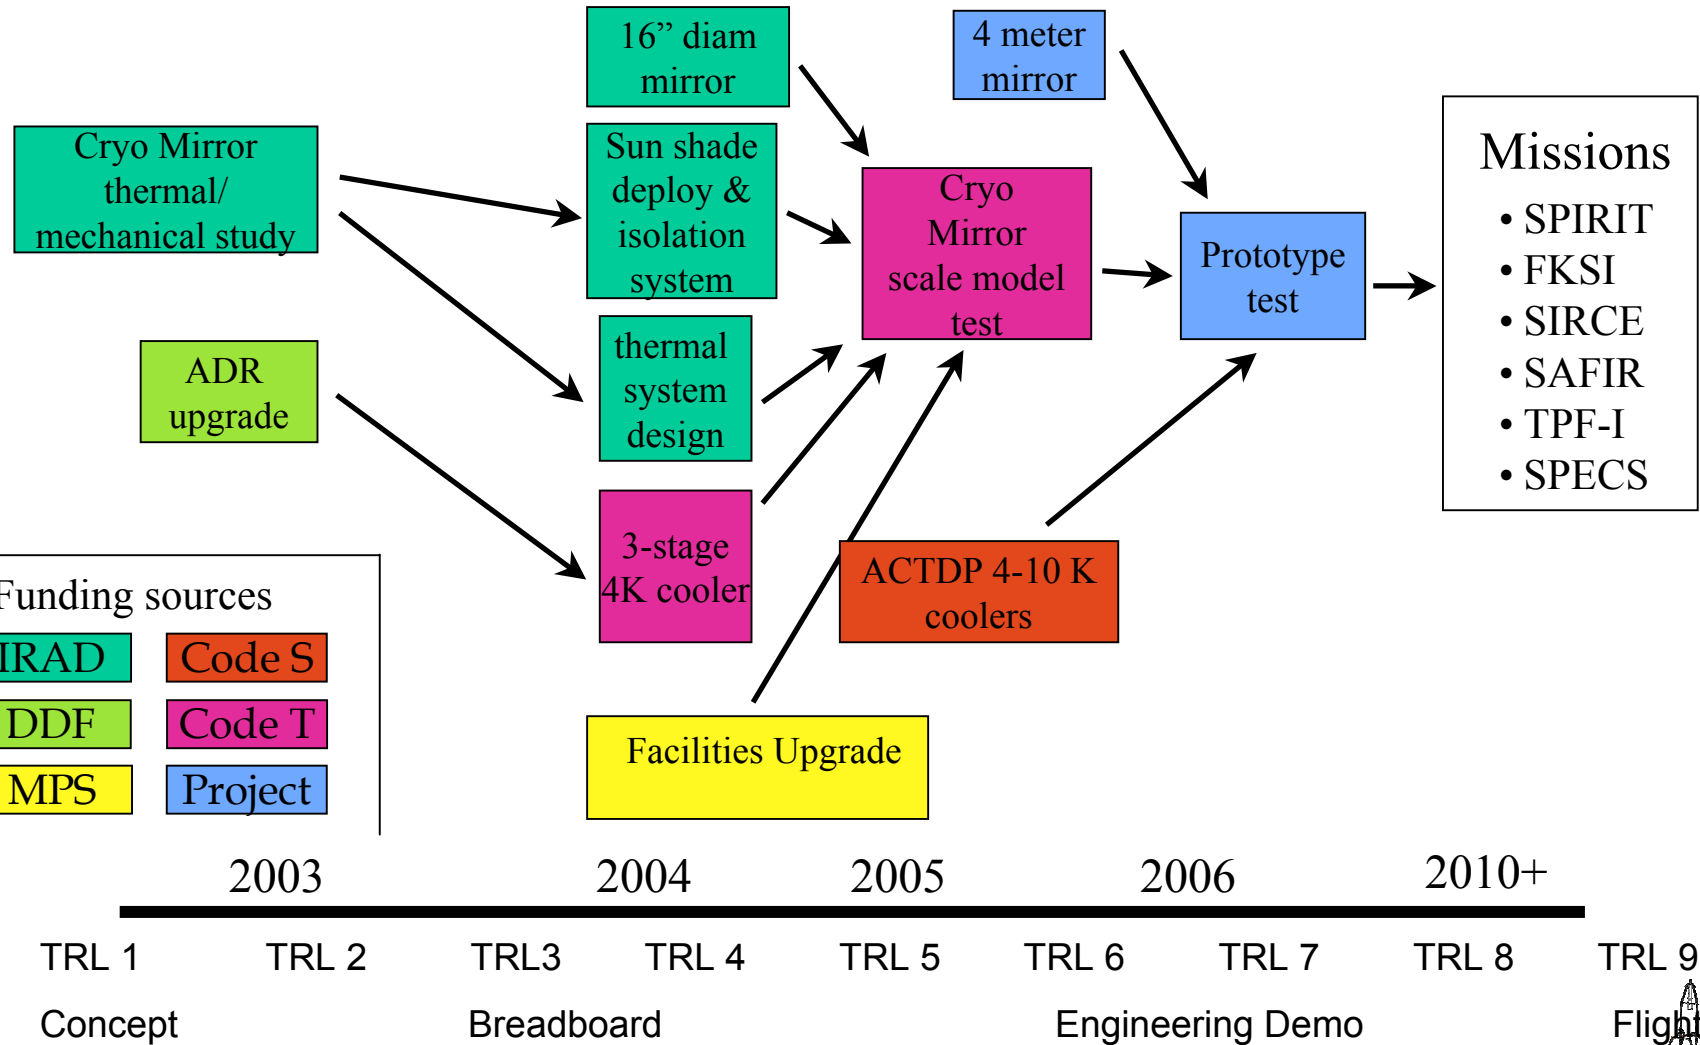 16” diam
mirror
4 meter
mirror
Cryo Mirror
thermal/
mechanical study
Sun shade
deploy &
isolation
system
Cryo
Mirror
scale model
test
Prototype
test
Missions
• SPIRIT
• FKSI
• SIRCE
• SAFIR
• TPF-I
• SPECS
ADR
upgrade
thermal
system
design
3-stage
4K cooler
ACTDP 4-10 K
coolers
Facilities Upgrade
Funding sources
IRAD
Code S
DDF
Code T
MPS
Project
2003 2004 2005 2006 2010+
TRL 1 TRL 2 TRL3 TRL 4 TRL 5 TRL 6 TRL 7 TRL 8 TRL 9
Concept Breadboard Engineering Demo Flight